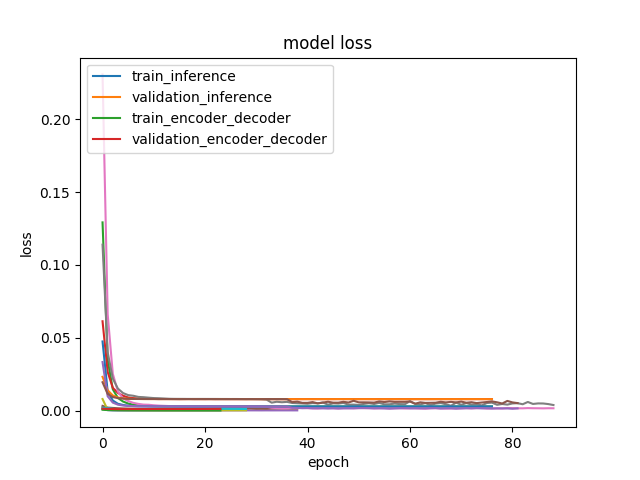 model loss
train_inference
validation_inference
train_encoder_decoder
validation_encoder_decoder
0.20
0.15
0.10
0.05
0.00
loss
0 20 40 60 80
epoch